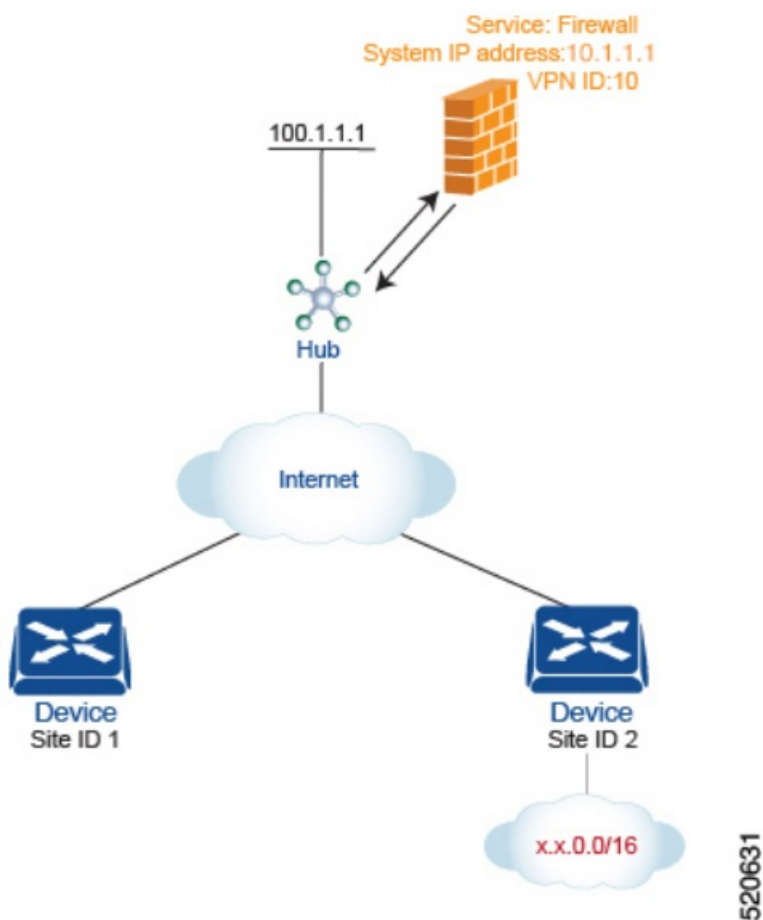 Service: Firewall
System IP address:10.1.1.1
VPN ID:10
100.1.1.1
Hub
Internet
Device
Site ID 1
Device
Site ID 2
x.x.0.0/16
520631